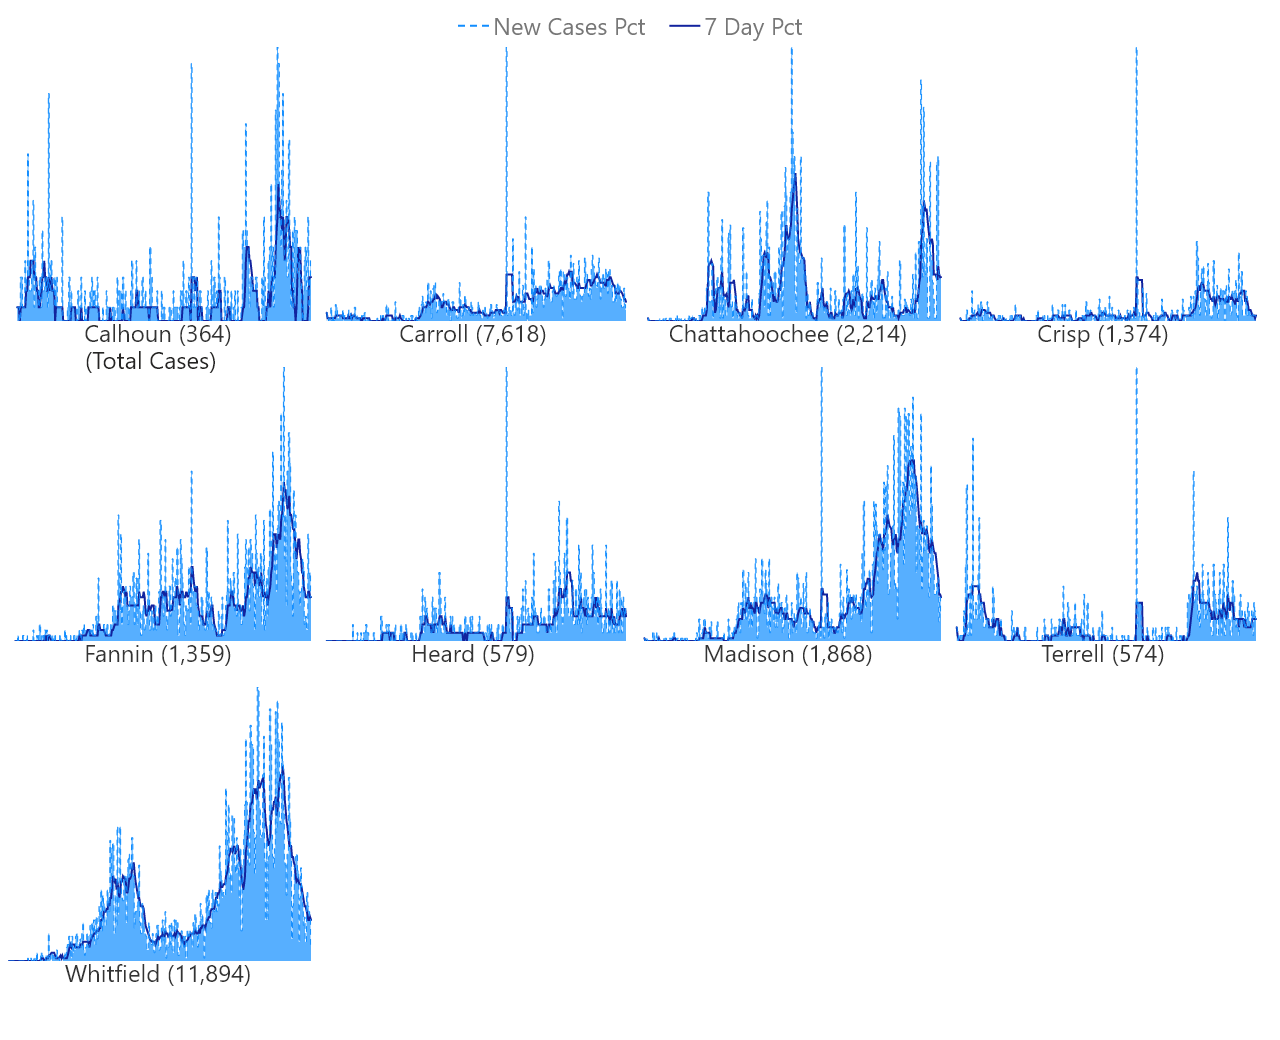 New Cases Pct 7 Day Pct
Calhoun (364)
(Total Cases)
Carroll (7,618)
Chattahoochee (2,214)
Crisp (1,374)
Fannin (1,359)
Heard (579)
Madison (1,868)
Terrell (574)
Whitfield (11,894)